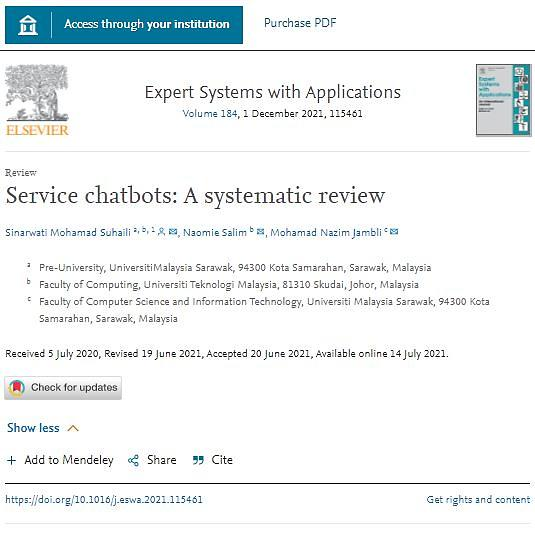 Access through your institution
Purchase PDF
ELSEVIER
Expert Systems with Applications
Volume 184, 1 December 2021, 115461
Expert
Systems
with
Applications
Review
Service chatbots: A systematic review
Sinarwati Mohamad Suhaili a, b, 1, Naomie Salim b, Mohamad Nazim Jambli c
a Pre-University, UniversitiMalaysia Sarawak, 94300 Kota Samarahan, Sarawak, Malaysia
b Faculty of Computing, Universiti Teknologi Malaysia, 81310 Skudai, Johor, Malaysia
c Faculty of Computer Science and Information Technology, Universiti Malaysia Sarawak, 94300 Kota
Samarahan, Sarawak, Malaysia
Received 5 July 2020, Revised 19 June 2021, Accepted 20 June 2021, Available online 14 July 2021.
Check for updates
Show less
+ Add to Mendeley Share Cite
https://doi.org/10.1016/j.eswa.2021.115461
Get rights and content